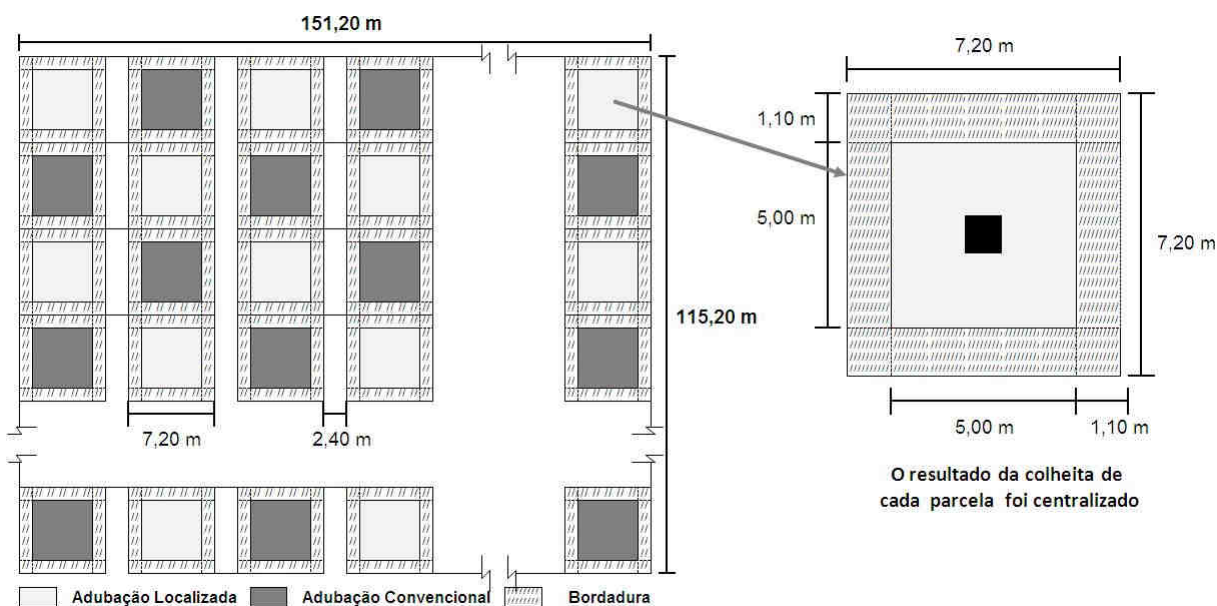 151,20 m
7,20 m
1,10 m
5,00 m
7,20 m
115,20 m
7,20 m
2,40 m
5,00 m
1,10 m
O resultado da colheita de
cada parcela foi centralizado
Adubação Localizada
Adubação Convencional
Bordadura